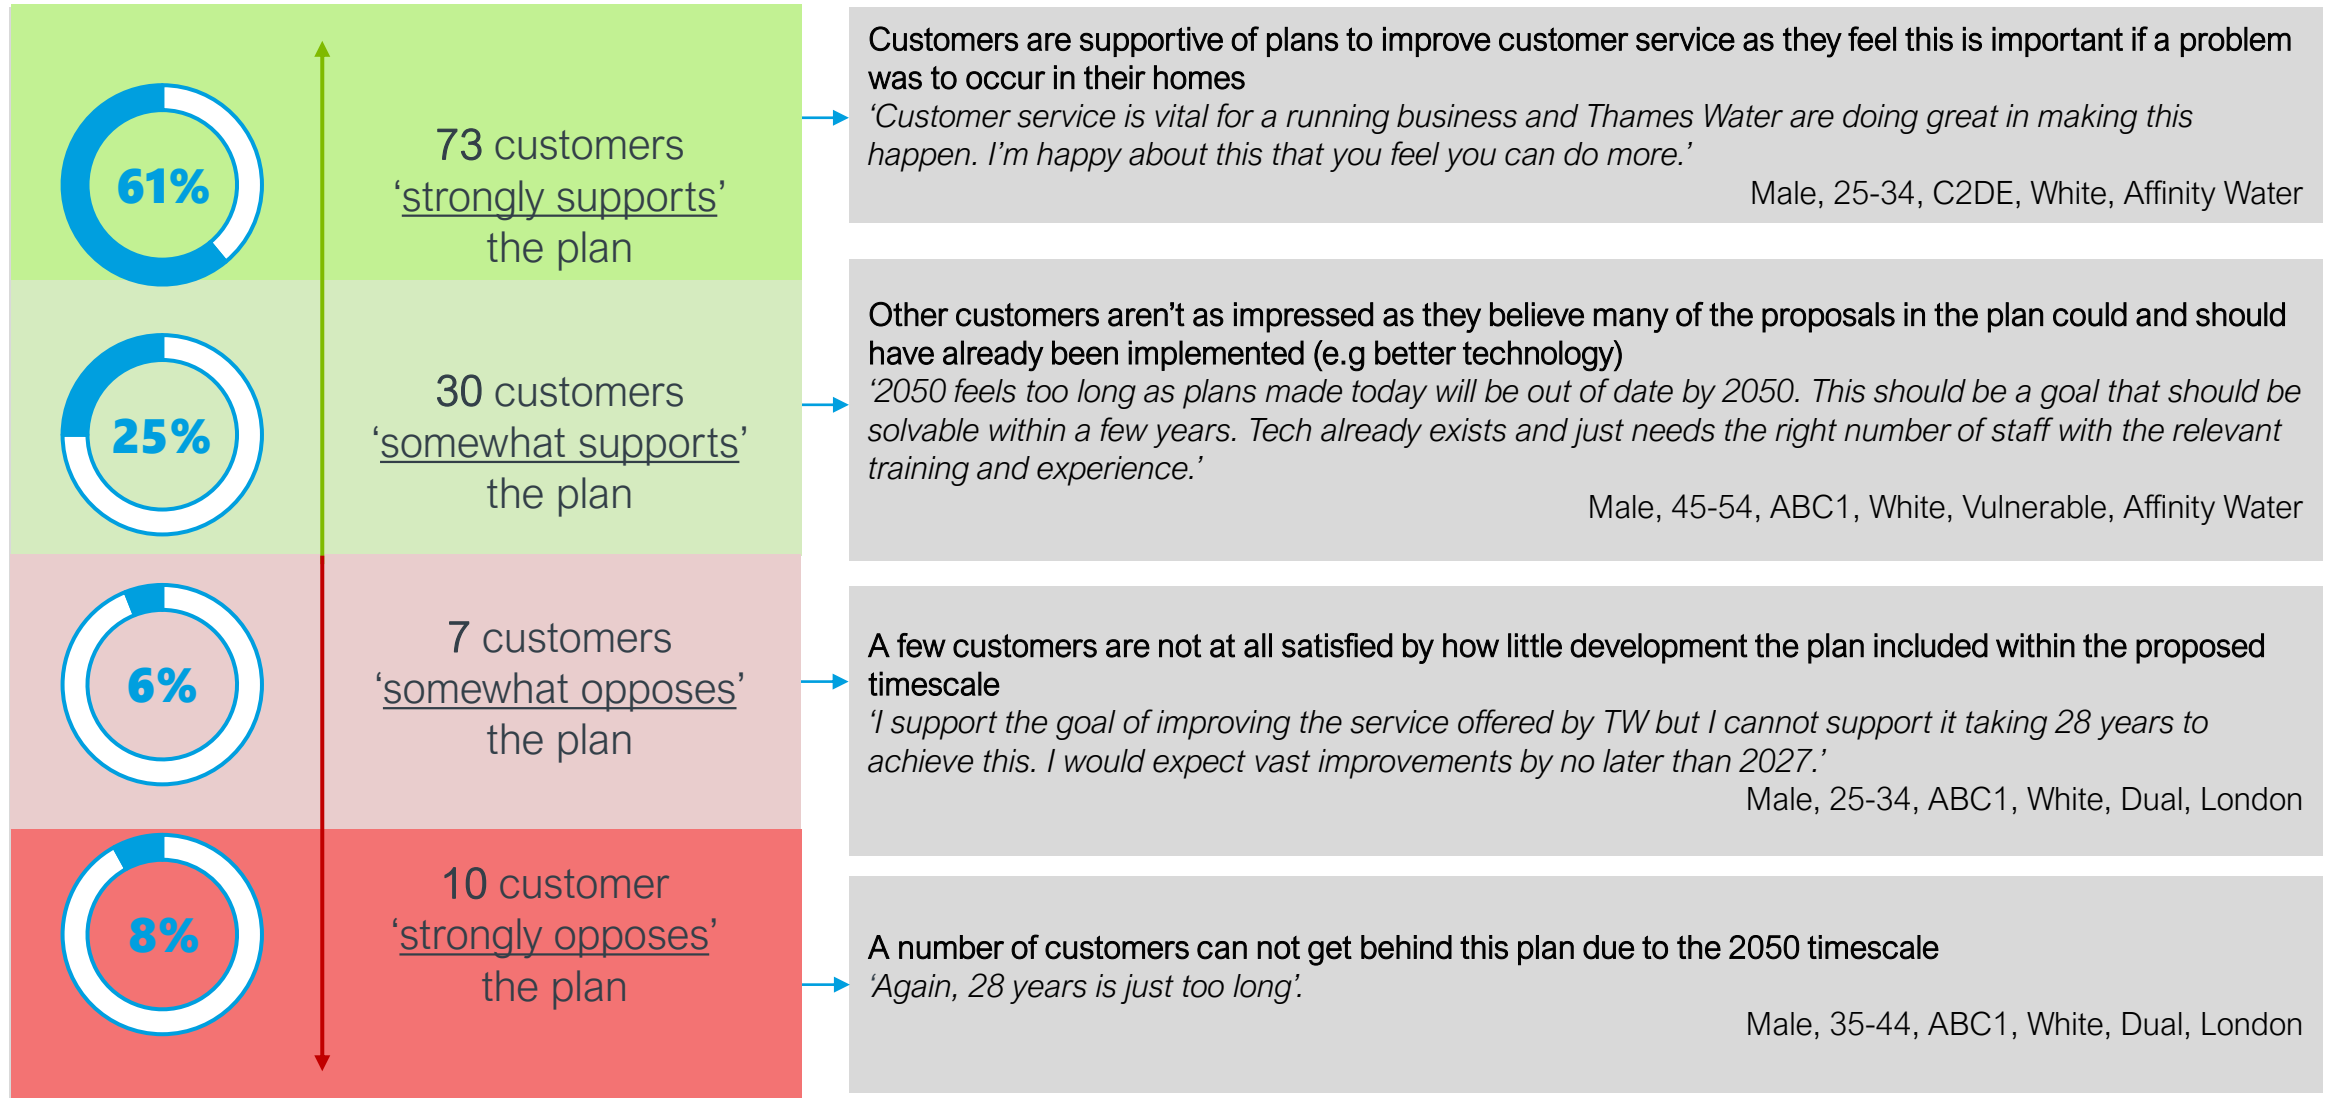 61%
73 customers
‘strongly supports’
the plan
Customers are supportive of plans to improve customer service as they feel this is important if a problem
was to occur in their homes
‘Customer service is vital for a running business and Thames Water are doing great in making this
happen. I’m happy about this that you feel you can do more.’
Male, 25-34, C2DE, White, Affinity Water
25%
30 customers
‘somewhat supports’
the plan
Other customers aren’t as impressed as they believe many of the proposals in the plan could and should
have already been implemented (e.g better technology)
‘2050 feels too long as plans made today will be out of date by 2050. This should be a goal that should be
solvable within a few years. Tech already exists and just needs the right number of staff with the relevant
training and experience.’
Male, 45-54, ABC1, White, Vulnerable, Affinity Water
6%
7 customers
‘somewhat opposes’
the plan
A few customers are not at all satisfied by how little development the plan included within the proposed
timescale
‘I support the goal of improving the service offered by TW but I cannot support it taking 28 years to
achieve this. I would expect vast improvements by no later than 2027.’
Male, 25-34, ABC1, White, Dual, London
8%
10 customer
‘strongly opposes’
the plan
A number of customers can not get behind this plan due to the 2050 timescale
‘Again, 28 years is just too long’.
Male, 35-44, ABC1, White, Dual, London